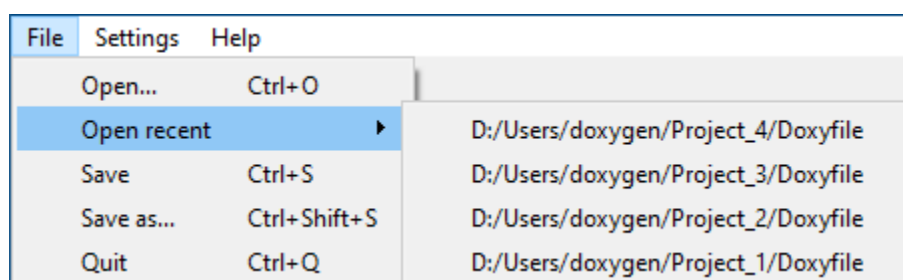 File Settings Help
Open... Ctrl+O
Open recent D:/Users/doxygen/Project_4/Doxyfile
Save Ctrl+S D:/Users/doxygen/Project_3/Doxyfile
Save as... Ctrl+Shift+S D:/Users/doxygen/Project_2/Doxyfile
Quit Ctrl+Q D:/Users/doxygen/Project_1/Doxyfile